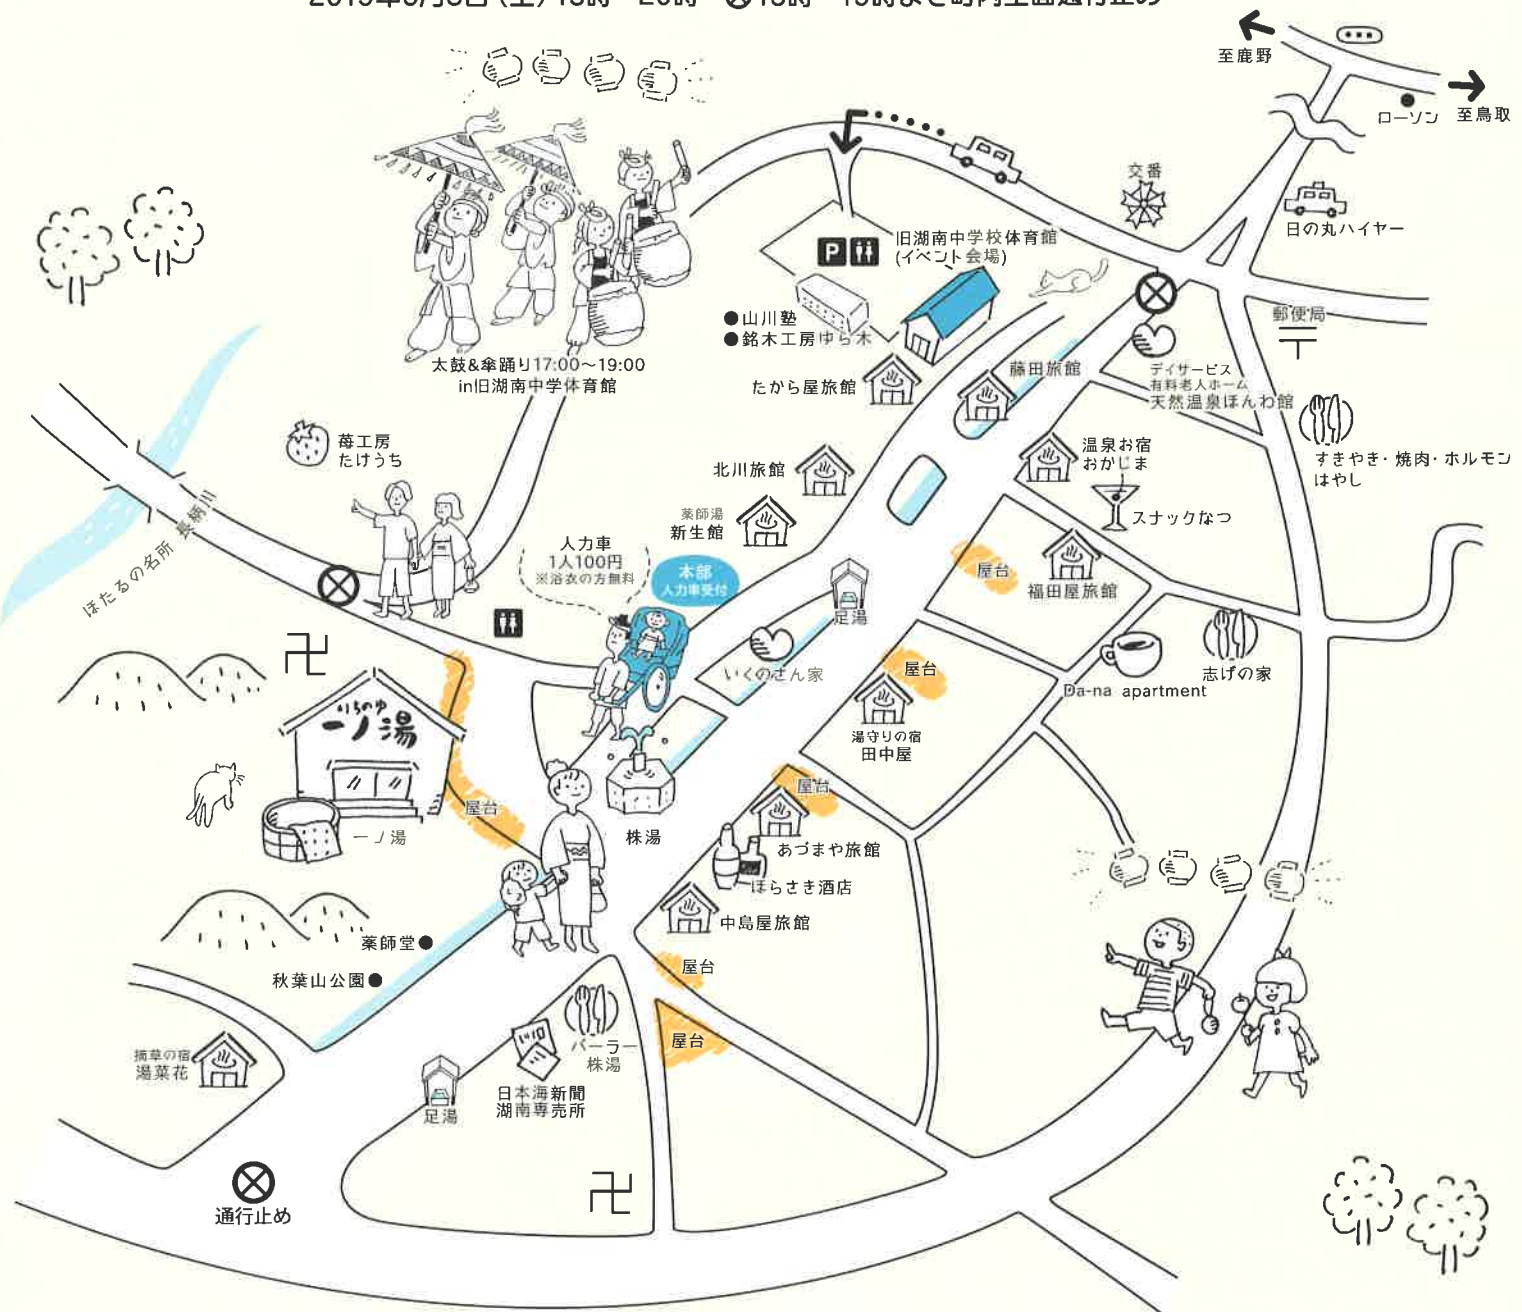 至鹿野
ローソン
至鳥取
交番
日の丸ハイヤー
P
旧湖南中学校体育館
(イベント会場)
●山川塾
●銘木工房ゆら木
郵便局
太鼓&傘踊り17:00～19:00
in旧湖南中学体育館
たから屋旅館
藤田旅館
デイサービス
有料老人ホーム
天然温泉ほんわ館
苺工房
たけうち
北川旅館
温泉お宿
おかじま
すきやき・焼肉・ホルモン
はやし
スナックなつ
薬師湯
新生館
ほたるの名所 長柄川
人力車
1人100円
※浴衣の方無料
本部
人力車受付
屋台
福田屋旅館
足湯
いくのさん家
屋台
志げの家
Da-na apartment
湯守りの宿
田中屋
いちのゆ
一ノ湯
屋台
屋台
一ノ湯
株湯
あづまや旅館
ほらさき酒店
中島屋旅館
薬師堂●
秋葉山公園●
屋台
屋台
摘草の宿
湯菜花
パーラー
株湯
日本海新聞
湖南専売所
足湯
通行止め